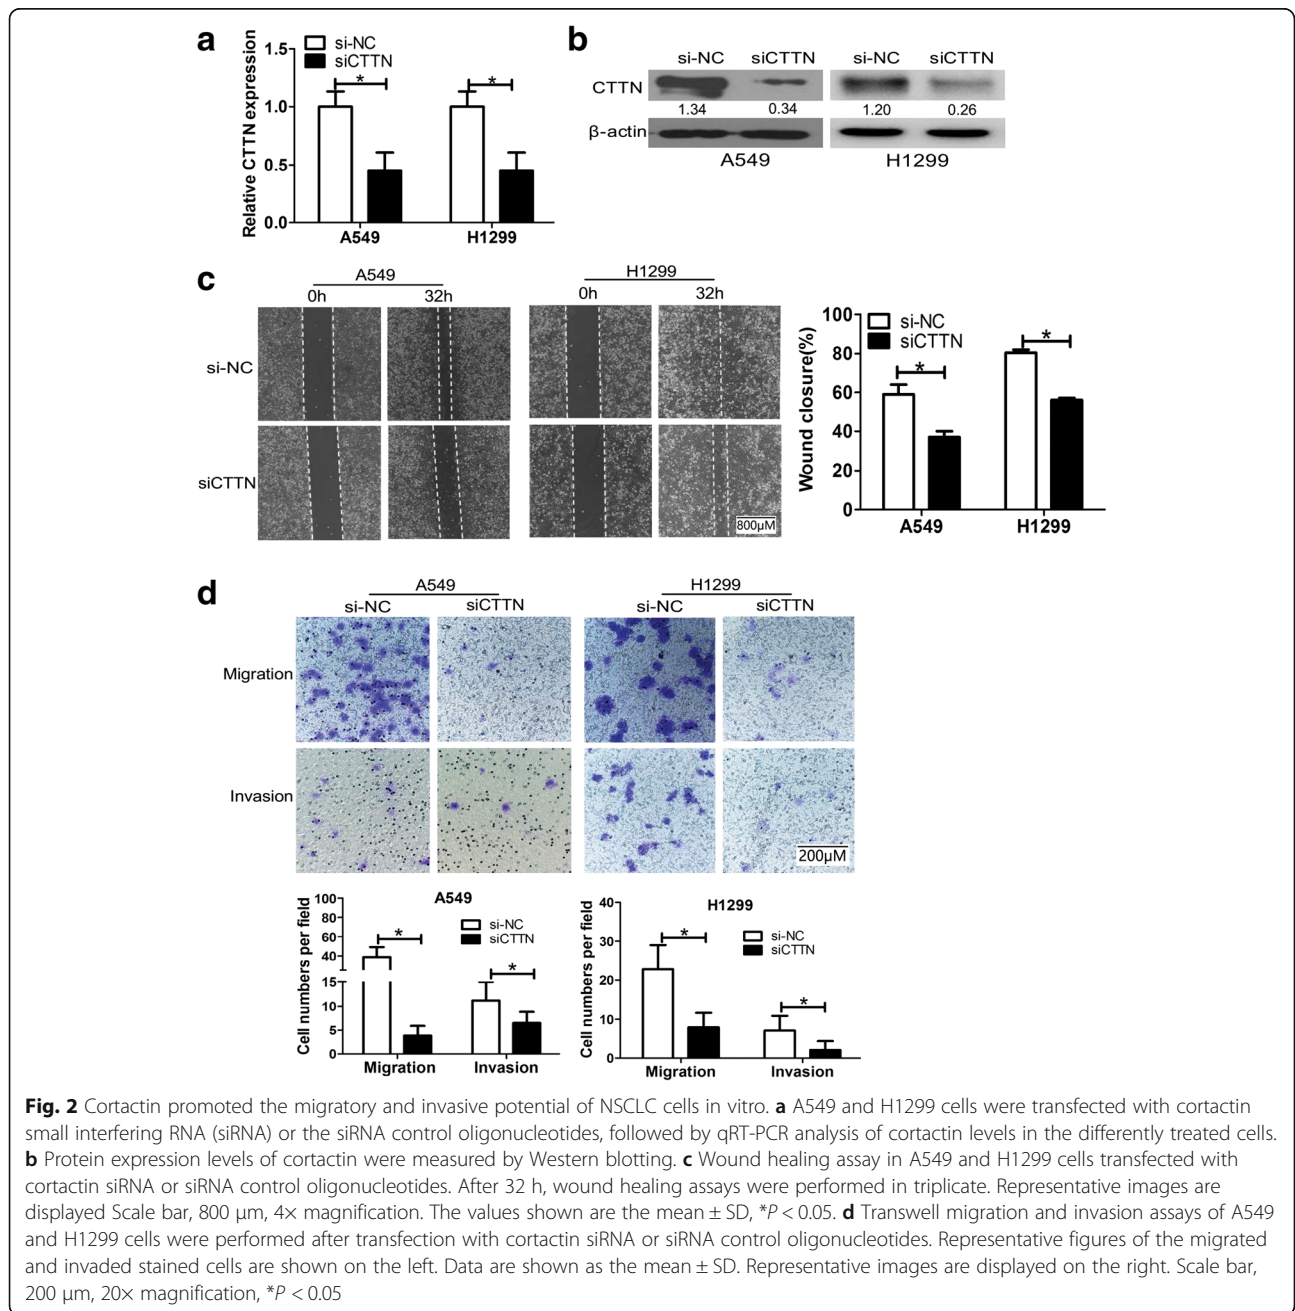 a
si-NC
siCTTN
Relative CTTN expression
1.5
1.0
0.5
0.0
*
*
A549
H1299
b
si-NC siCTTN si-NC siCTTN
CTTN
1.34 0.34 1.20 0.26
β-actin
A549 H1299
c
A549 H1299
0h 32h 0h 32h
si-NC
siCTTN
800µM
Wound closure(%)
100
80
60
40
20
0
si-NC
siCTTN
*
*
A549 H1299
d
A549 H1299
si-NC siCTTN si-NC siCTTN
Migration
Invasion
200µM
A549
Cell numbers per field
100
80
60
40
15
10
5
0
si-NC
siCTTN
*
*
Migration Invasion
H1299
Cell numbers per field
40
30
20
10
0
si-NC
siCTTN
*
*
Migration Invasion
Fig. 2 Cortactin promoted the migratory and invasive potential of NSCLC cells in vitro. a A549 and H1299 cells were transfected with cortactin
small interfering RNA (siRNA) or the siRNA control oligonucleotides, followed by qRT-PCR analysis of cortactin levels in the differently treated cells.
b Protein expression levels of cortactin were measured by Western blotting. c Wound healing assay in A549 and H1299 cells transfected with
cortactin siRNA or siRNA control oligonucleotides. After 32 h, wound healing assays were performed in triplicate. Representative images are
displayed Scale bar, 800 μm, 4× magnification. The values shown are the mean ± SD, *P < 0.05. d Transwell migration and invasion assays of A549
and H1299 cells were performed after transfection with cortactin siRNA or siRNA control oligonucleotides. Representative figures of the migrated
and invaded stained cells are shown on the left. Data are shown as the mean ± SD. Representative images are displayed on the right. Scale bar,
200 μm, 20× magnification, *P < 0.05